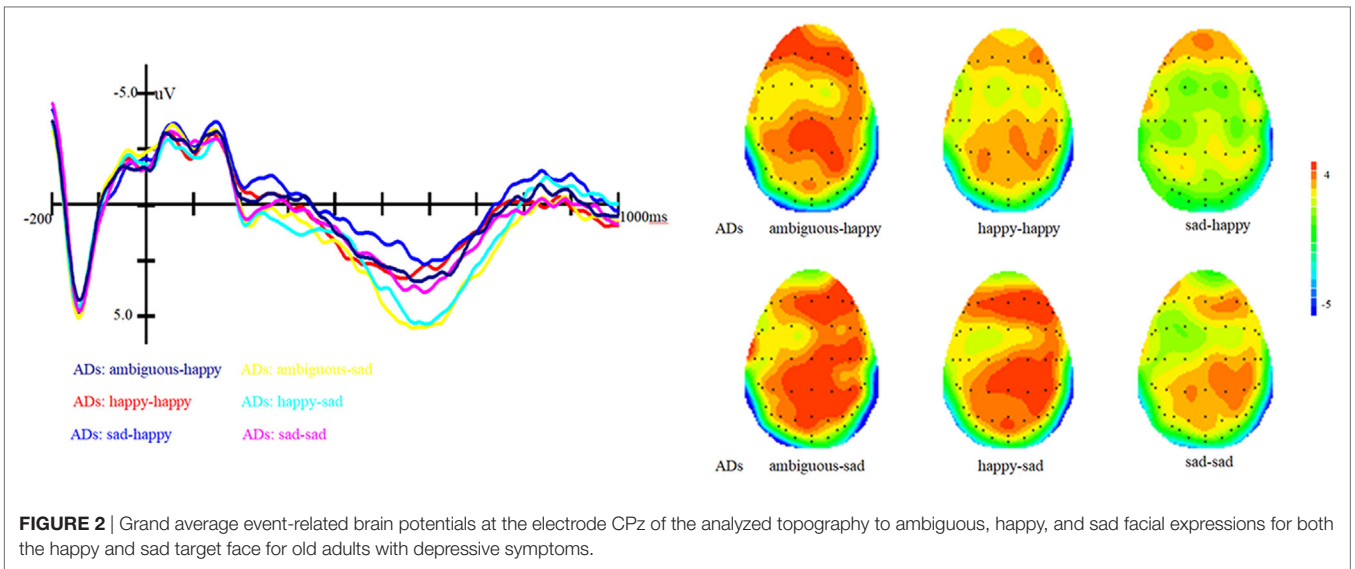 -5.0
uV
-200
1000ms
5.0
ADs: ambiguous-happy ADs: ambiguous-sad
ADs: happy-happy ADs: happy-sad
ADs: sad-happy ADs: sad-sad
ADs ambiguous-happy happy-happy sad-happy
4
-5
ADs ambiguous-sad happy-sad sad-sad
FIGURE 2 | Grand average event-related brain potentials at the electrode CPz of the analyzed topography to ambiguous, happy, and sad facial expressions for both
the happy and sad target face for old adults with depressive symptoms.